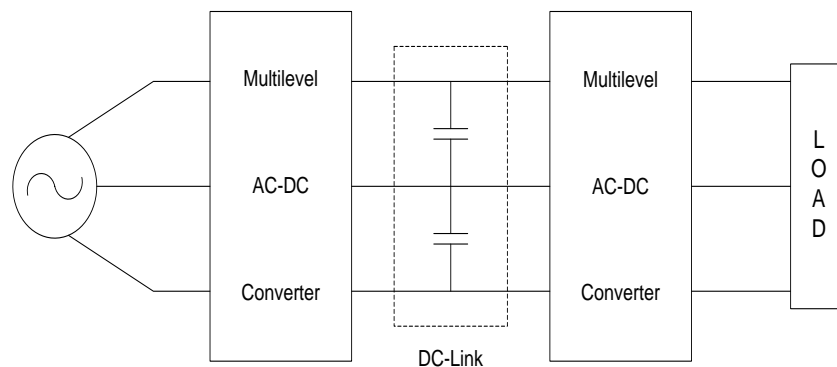 Multilevel
AC-DC
Converter
DC-Link
Multilevel
AC-DC
Converter
L
O
A
D